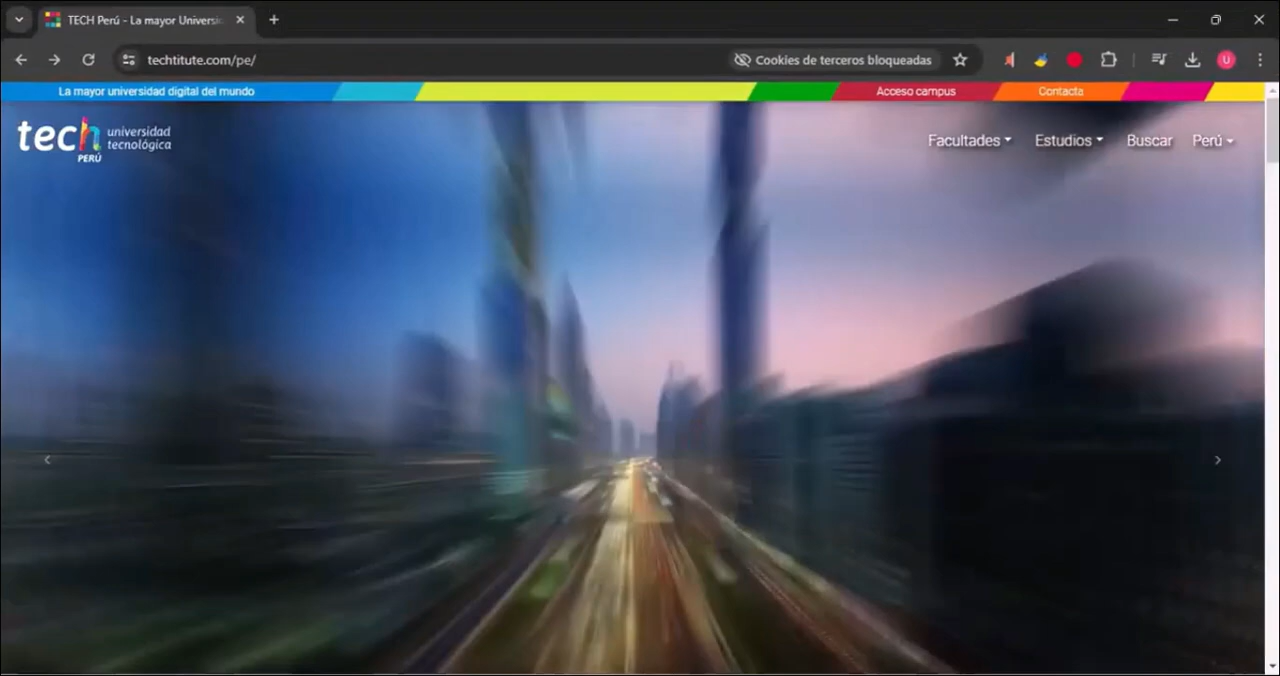 TECH Perú - La mayor Universi
techtitute.com/pe/
Cookies de terceros bloqueadas
U
La mayor universidad digital del mundo
Acceso campus
Contacta
tech universidad
tecnológica
PERÚ
Facultades
Estudios
Buscar
Perú